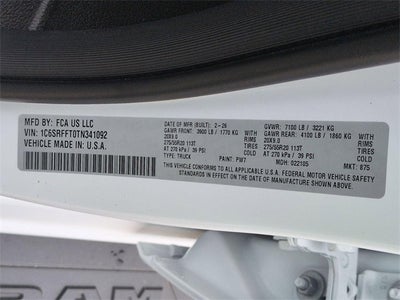 MFD BY: FCA US LLC
VIN: 1C6SRFFT0TN341092
VEHICLE MADE IN: U.S.A.
DATE OF MFR (BUILT): 2-26
GAWR FRONT: 3900 LB / 1770 KG
20X9.0 RIMS
275/55R20 113T TIRES
AT 270 kPa / 39 PSI COLD
TYPE: TRUCK PAINT: PW7
GVWR: 7100 LB / 3221 KG
GAWR REAR: 4100 LB / 1860 KG
20X9.0 RIMS
275/55R20 113T TIRES
AT 270 kPa / 39 PSI COLD
MOH: 022105 MKT: 875
THIS VEHICLE CONFORMS TO ALL APPLICABLE U.S.A. FEDERAL MOTOR VEHICLE SAFETY
STANDARDS IN EFFECT ON THE DATE OF MANUFACTURE SHOWN ABOVE.
RAM